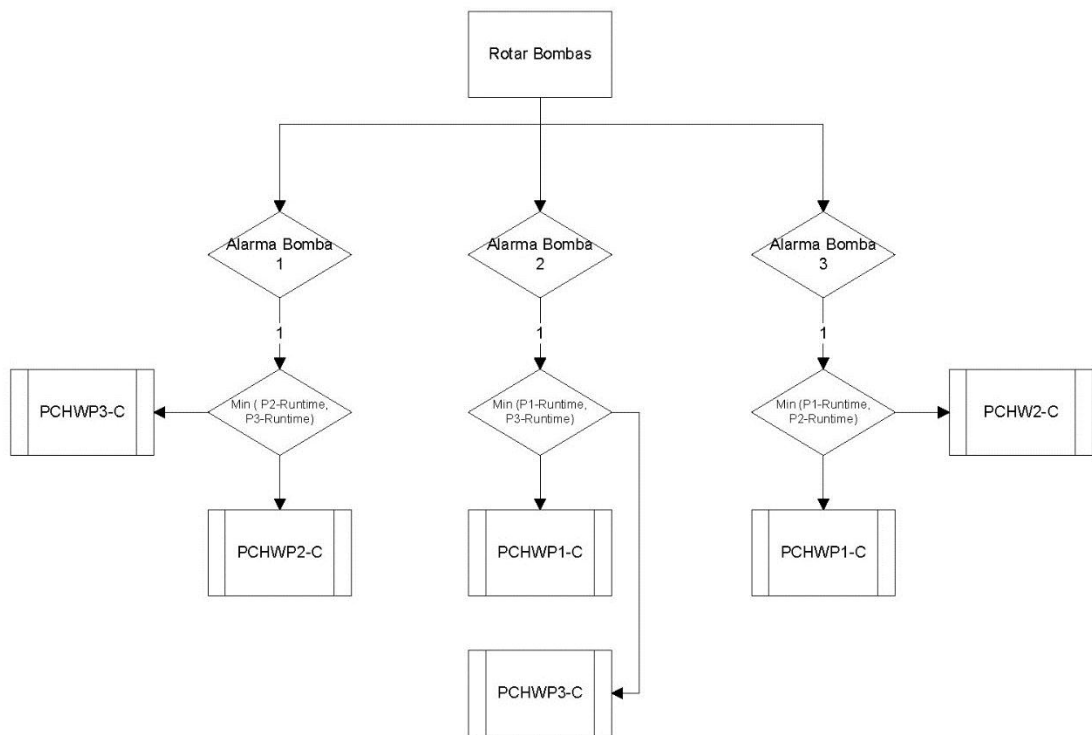 Rotar Bombas
Alarma Bomba
1
Alarma Bomba
2
Alarma Bomba
3
1
1
1
PCHWP3-C
Min ( P2-Runtime,
P3-Runtime)
Min (P1-Runtime,
P3-Runtime)
Min (P1-Runtime,
P2-Runtime)
PCHW2-C
PCHWP2-C
PCHWP1-C
PCHWP1-C
PCHWP3-C